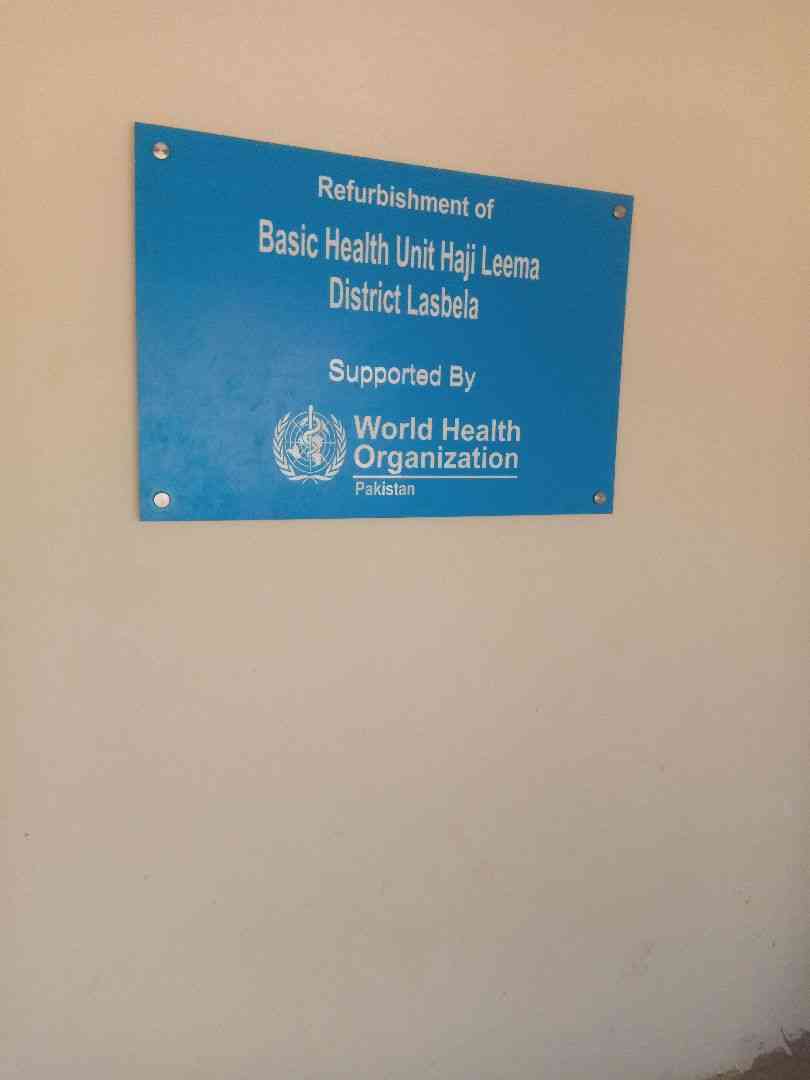 Refurbishment of
Basic Health Unit Haji Leema
District Lasbela
Supported By
World Health
Organization
Pakistan